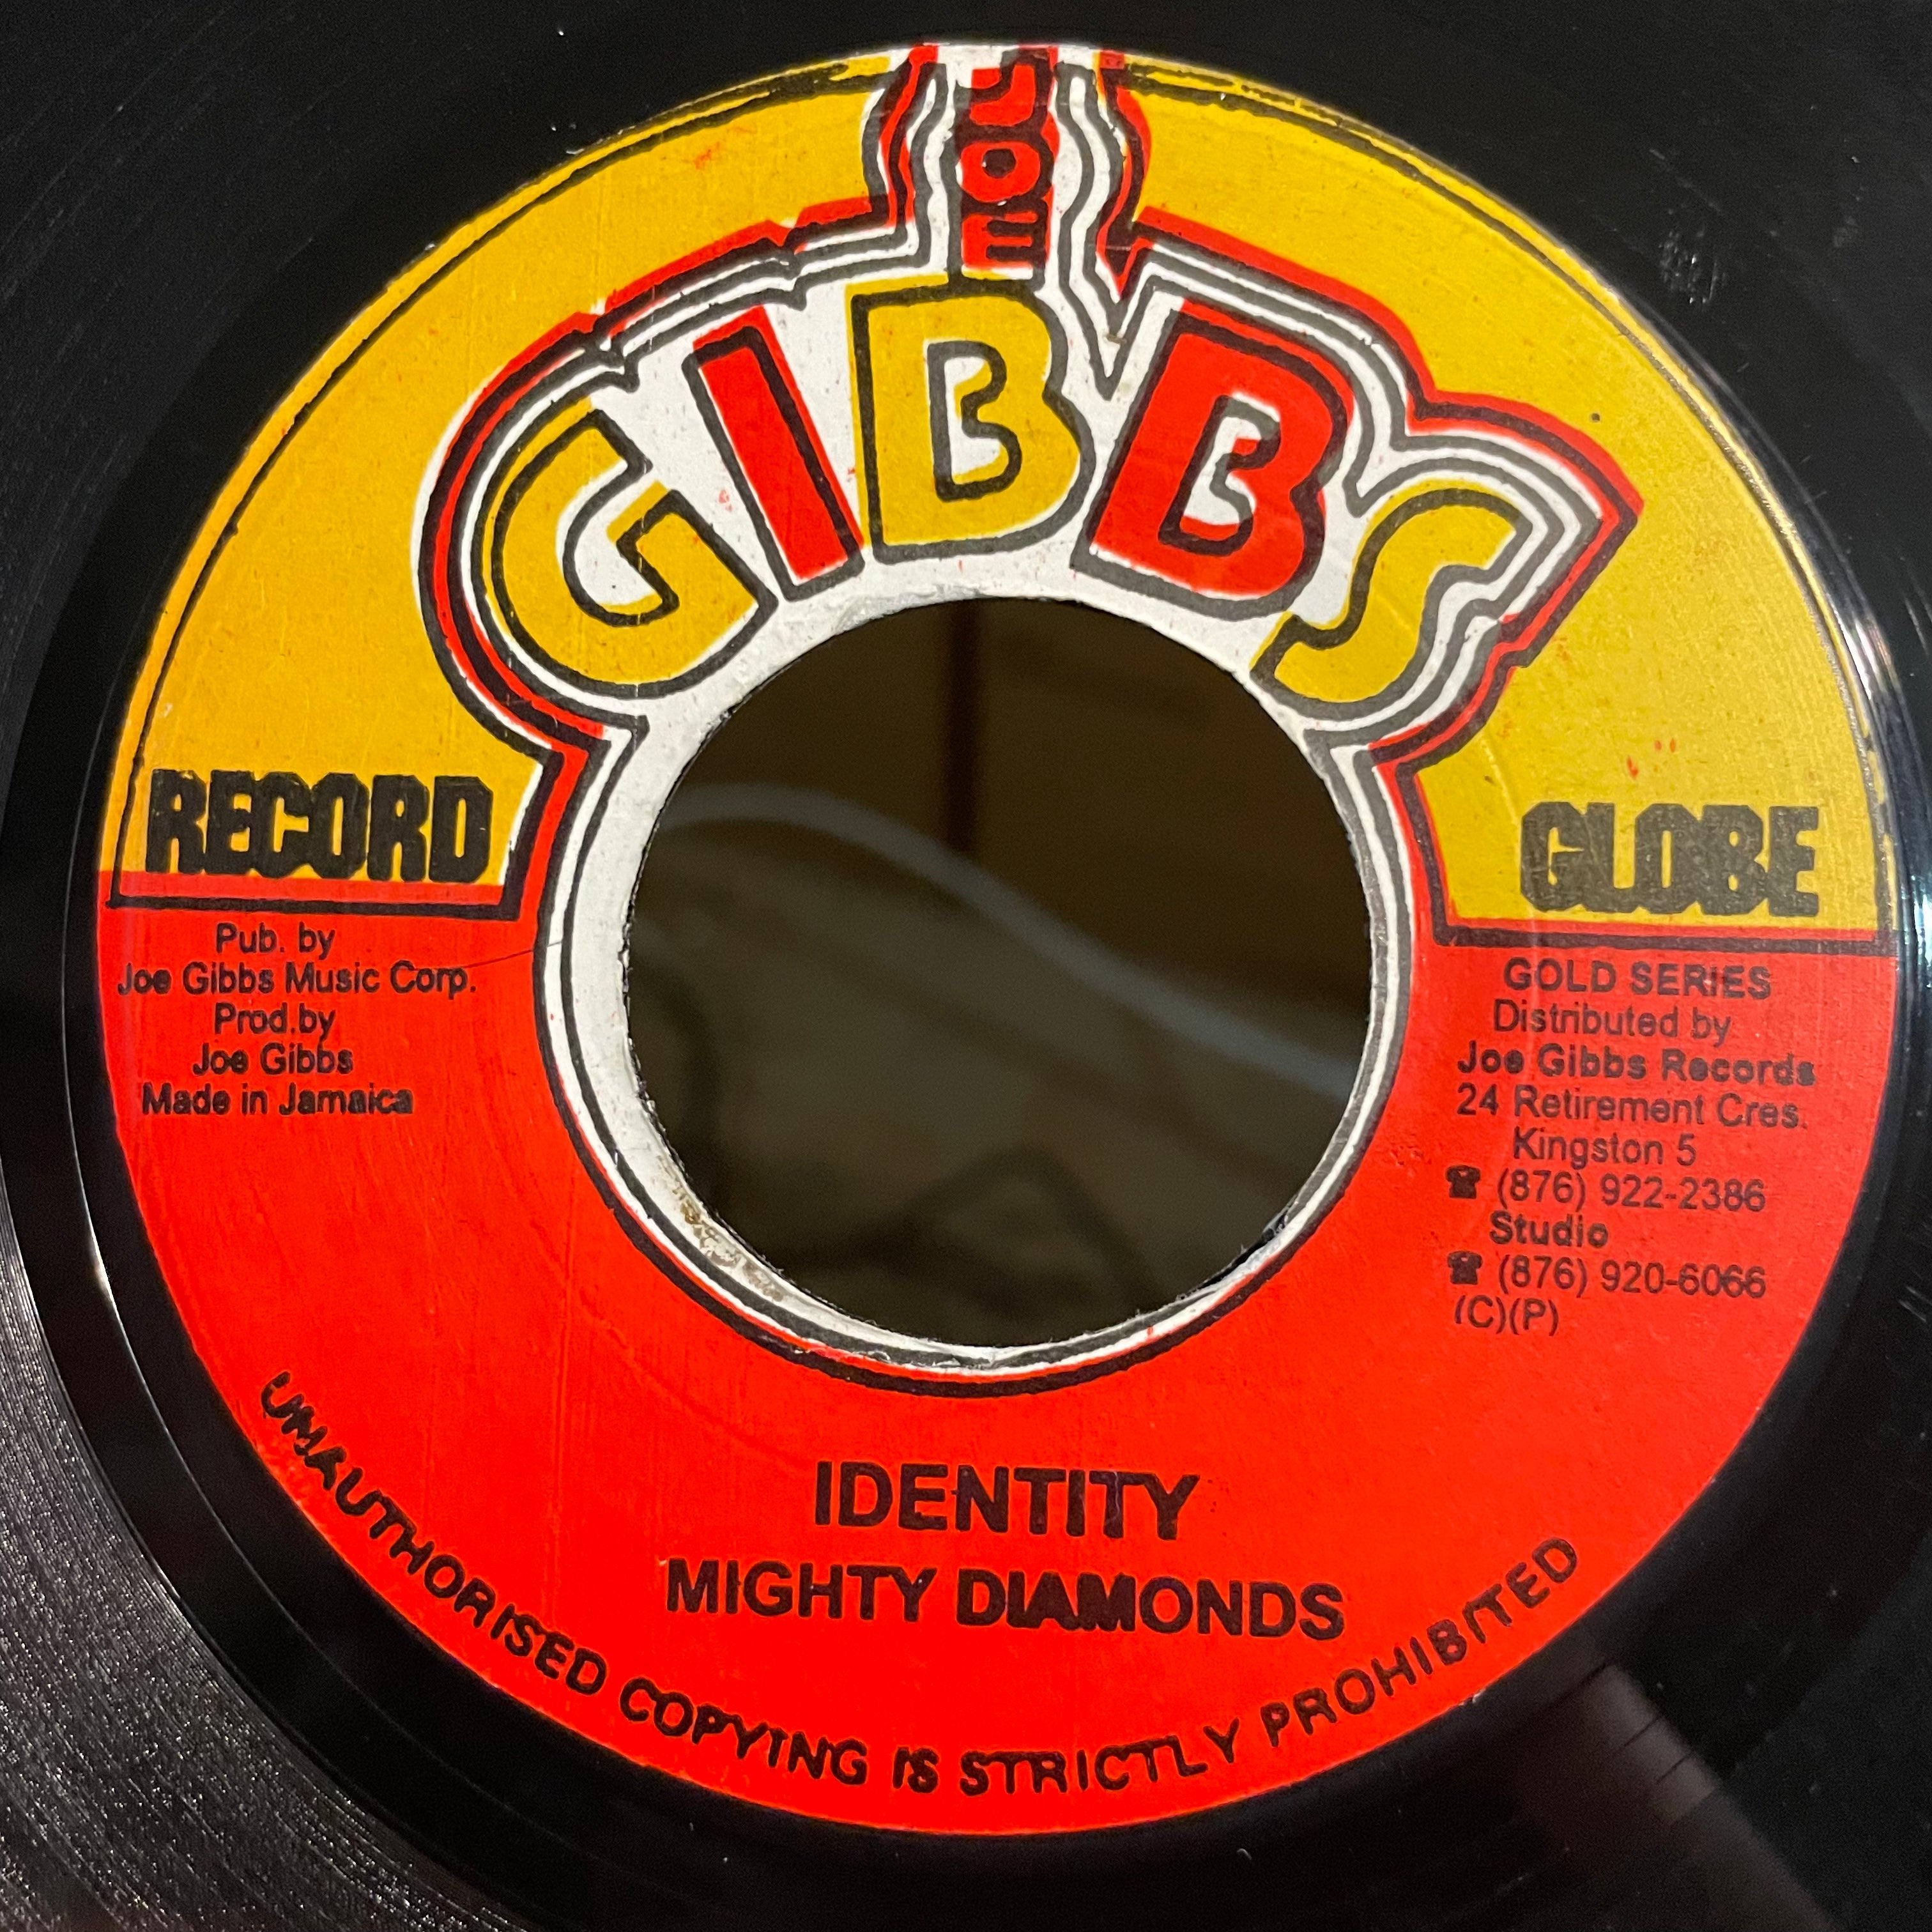 JOE
GIBBS
RECORD
GLOBE
Pub. by
Joe Gibbs Music Corp.
Prod.by
Joe Gibbs
Made in Jamaica
GOLD SERIES
Distributed by
Joe Gibbs Records
24 Retirement Cres.
Kingston 5
☎ (876) 922-2386
Studio
☎ (876) 920-6066
(C)(P)
IDENTITY
MIGHTY DIAMONDS
UNAUTHORISED COPYING IS STRICTLY PROHIBITED